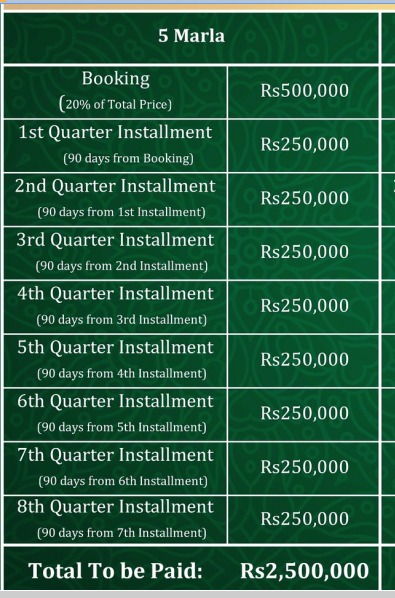 5 Marla
Booking
(20% of Total Price)
Rs500,000
1st Quarter Installment
(90 days from Booking)
Rs250,000
2nd Quarter Installment
(90 days from 1st Installment)
Rs250,000
3rd Quarter Installment
(90 days from 2nd Installment)
Rs250,000
4th Quarter Installment
(90 days from 3rd Installment)
Rs250,000
5th Quarter Installment
(90 days from 4th Installment)
Rs250,000
6th Quarter Installment
(90 days from 5th Installment)
Rs250,000
7th Quarter Installment
(90 days from 6th Installment)
Rs250,000
8th Quarter Installment
(90 days from 7th Installment)
Rs250,000
Total To be Paid: Rs2,500,000